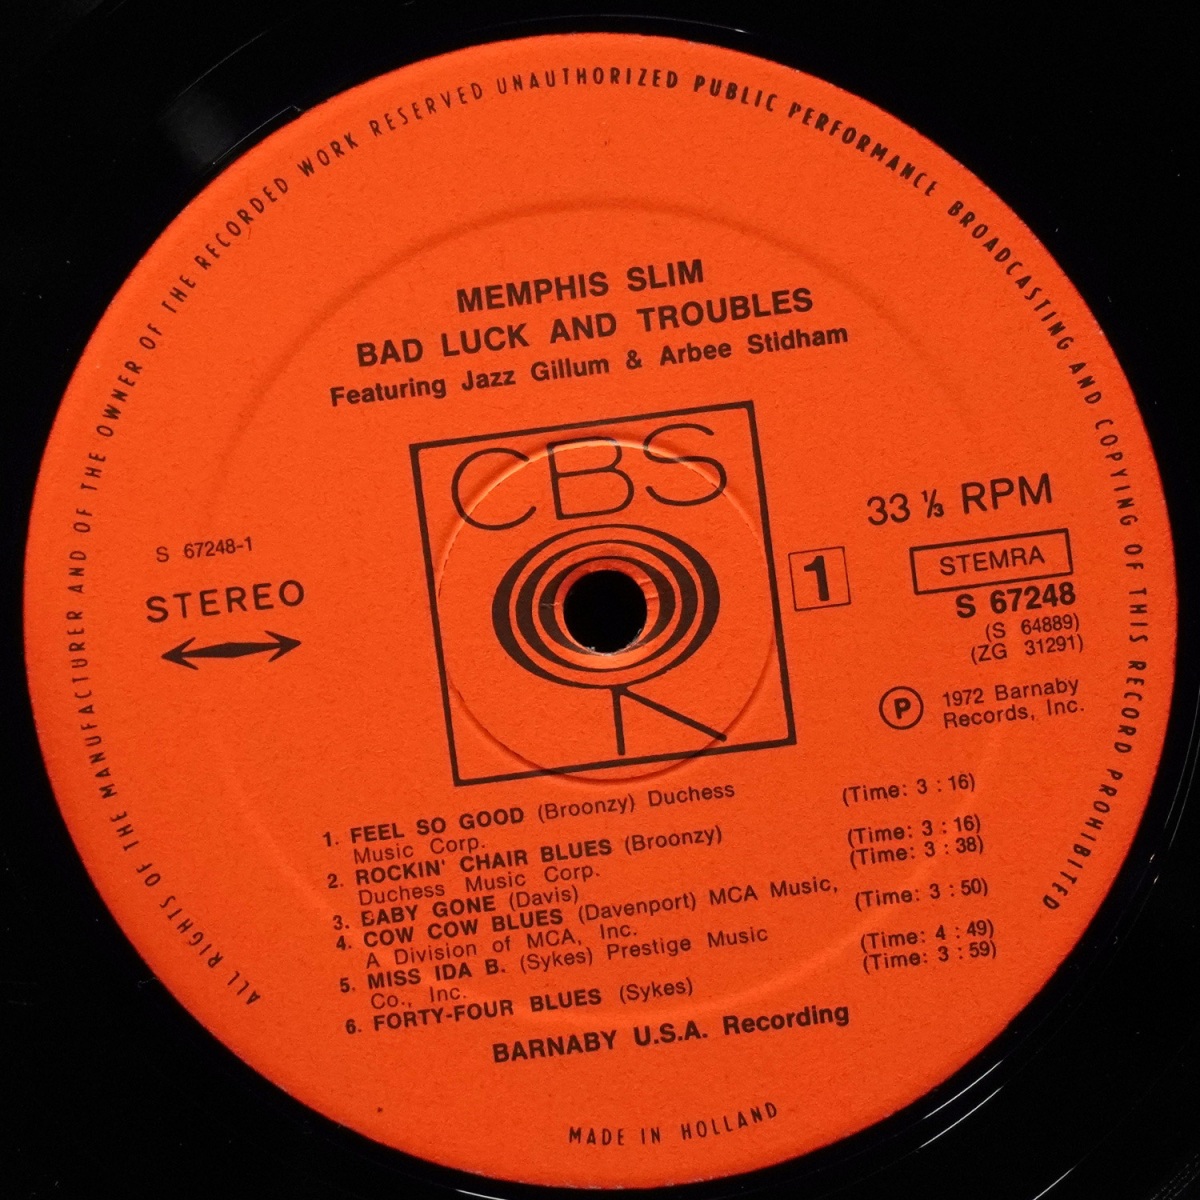 ALL RIGHTS OF THE MANUFACTURER AND OF THE OWNER OF THE RECORDED WORK RESERVED UNAUTHORIZED PUBLIC PERFORMANCE BROADCASTING AND COPYING OF THIS RECORD PROHIBITED
MEMPHIS SLIM
BAD LUCK AND TROUBLES
Featuring Jazz Gillum & Arbee Stidham
CBS
S 67248-1
STEREO
1
33 ⅓ RPM
STEMRA
S 67248
(S 64889)
(ZG 31291)
Ⓟ 1972 Barnaby
Records, Inc.
1. FEEL SO GOOD (Broonzy) Duchess (Time: 3 : 16)
Music Corp.
2. ROCKIN' CHAIR BLUES (Broonzy) (Time: 3 : 16)
Duchess Music Corp.
3. BABY GONE (Davis) (Time: 3 : 38)
4. COW COW BLUES (Davenport) MCA Music, (Time: 3 : 50)
A Division of MCA, Inc.
5. MISS IDA B. (Sykes) Prestige Music (Time: 4 : 49)
Co., Inc.
6. FORTY-FOUR BLUES (Sykes) (Time: 3 : 59)
BARNABY U.S.A. Recording
MADE IN HOLLAND